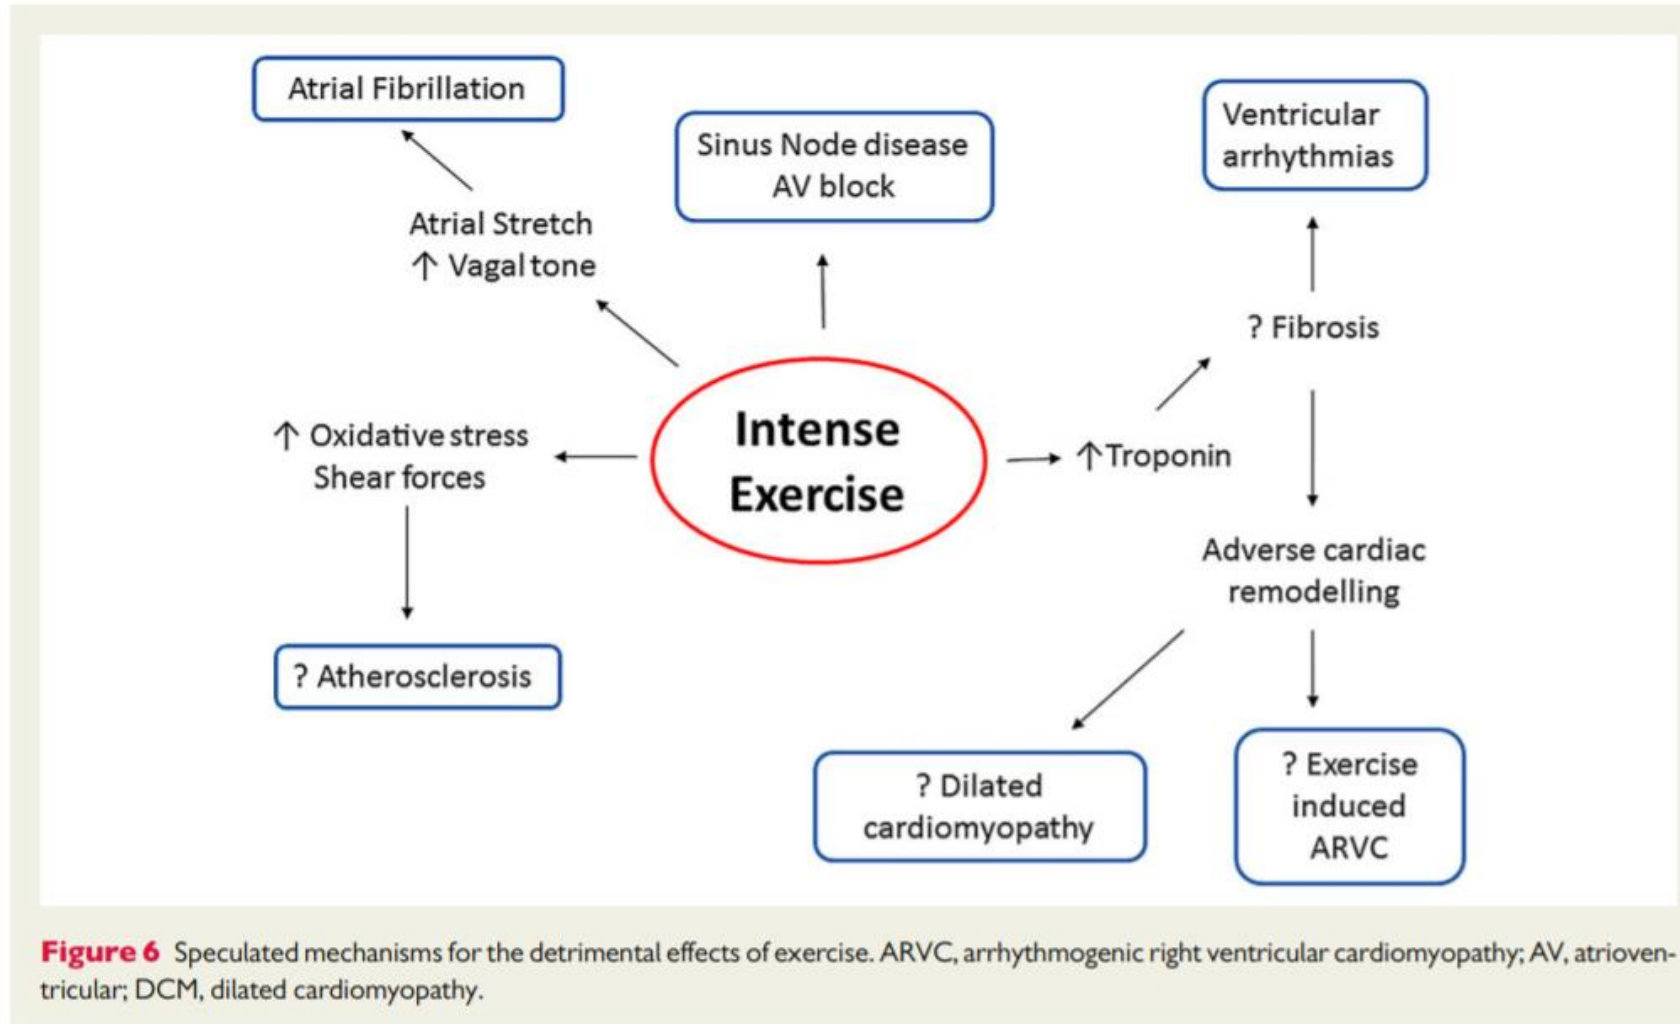 Atrial Fibrillation
Sinus Node disease
AV block
Ventricular
arrhythmias
Atrial Stretch
↑ Vagal tone
? Fibrosis
↑ Oxidative stress
Shear forces
Intense
Exercise
↑Troponin
Adverse cardiac
remodelling
? Atherosclerosis
? Dilated
cardiomyopathy
? Exercise
induced
ARVC
Figure 6 Speculated mechanisms for the detrimental effects of exercise. ARVC, arrhythmogenic right ventricular cardiomyopathy; AV, atrioven-
tricular; DCM, dilated cardiomyopathy.